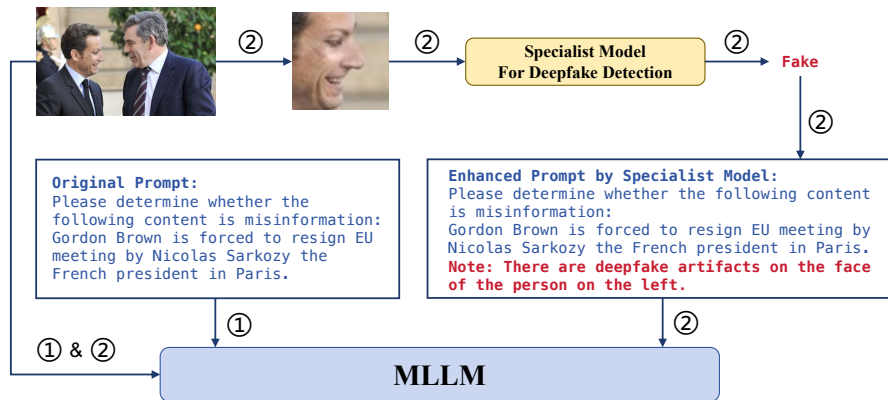 ②
②
Specialist Model
For Deepfake Detection
②
Fake
②
Original Prompt:
Please determine whether the
following content is misinformation:
Gordon Brown is forced to resign EU
meeting by Nicolas Sarkozy the
French president in Paris.
Enhanced Prompt by Specialist Model:
Please determine whether the following content
is misinformation:
Gordon Brown is forced to resign EU meeting by
Nicolas Sarkozy the French president in Paris.
Note: There are deepfake artifacts on the face
of the person on the left.
①
②
① & ②
MLLM